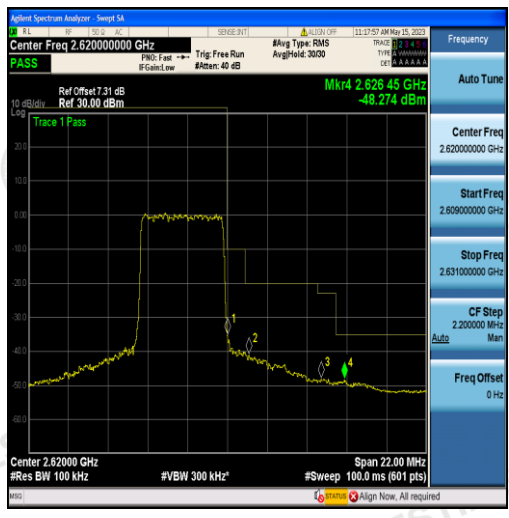 Agilent Spectrum Analyzer - Swept SA
RL RF 50 Ω AC SENSE:INT ALIGN OFF 11:17:57 AM May 15, 2023
Center Freq 2.620000000 GHz #Avg Type: RMS TRACE 1 2 3 4 5 6
PNO: Fast Trig: Free Run Avg|Hold: 30/30 TYPE
PASS IFGain:Low #Atten: 40 dB DET A A A A A A
Mkr4 2.626 45 GHz
Ref Offset 7.31 dB
10 dB/div Ref 30.00 dBm -48.274 dBm
Log
Trace 1 Pass
20.0
10.0
0.00
-10.0
-20.0
-30.0
-40.0
-50.0
-60.0
1
2
3
4
Center 2.62000 GHz Span 22.00 MHz
#Res BW 100 kHz #VBW 300 kHz* #Sweep 100.0 ms (601 pts)
MSG STATUS Align Now, All required
Frequency
Auto Tune
Center Freq
2.620000000 GHz
Start Freq
2.609000000 GHz
Stop Freq
2.631000000 GHz
CF Step
2.200000 MHz
Auto Man
Freq Offset
0 Hz